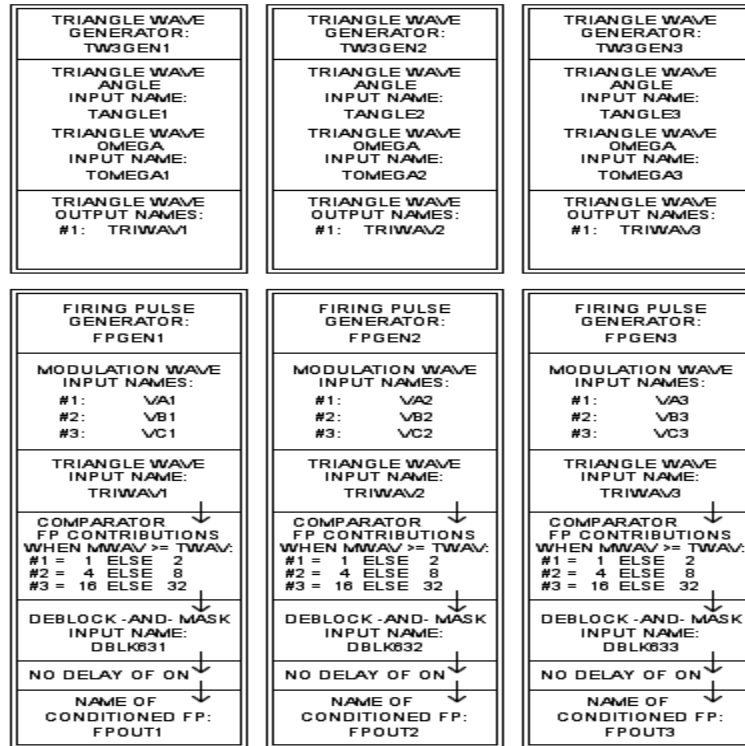 TRIANGLE WAVE
GENERATOR:
TW3GEN1
TRIANGLE WAVE
ANGLE
INPUT NAME:
TANGLE1
TRIANGLE WAVE
OMEGA
INPUT NAME:
TOMEGA1
TRIANGLE WAVE
OUTPUT NAMES:
#1: TRIWAV1
TRIANGLE WAVE
GENERATOR:
TW3GEN2
TRIANGLE WAVE
ANGLE
INPUT NAME:
TANGLE2
TRIANGLE WAVE
OMEGA
INPUT NAME:
TOMEGA2
TRIANGLE WAVE
OUTPUT NAMES:
#1: TRIWAV2
TRIANGLE WAVE
GENERATOR:
TW3GEN3
TRIANGLE WAVE
ANGLE
INPUT NAME:
TANGLE3
TRIANGLE WAVE
OMEGA
INPUT NAME:
TOMEGA3
TRIANGLE WAVE
OUTPUT NAMES:
#1: TRIWAV3
FIRING PULSE
GENERATOR:
FPGEN1
MODULATION WAVE
INPUT NAMES:
#1: VA1
#2: VB1
#3: VC1
TRIANGLE WAVE
INPUT NAME:
TRIWAV1
COMPARATOR
FP CONTRIBUTIONS
WHEN MWAV >= TWAV:
#1 = 1 ELSE 2
#2 = 4 ELSE 8
#3 = 16 ELSE 32
DEBLOCK -AND- MASK
INPUT NAME:
DBLK631
NO DELAY OF ON
NAME OF
CONDITIONED FP:
FPOUT1
FIRING PULSE
GENERATOR:
FPGEN2
MODULATION WAVE
INPUT NAMES:
#1: VA2
#2: VB2
#3: VC2
TRIANGLE WAVE
INPUT NAME:
TRIWAV2
COMPARATOR
FP CONTRIBUTIONS
WHEN MWAV >= TWAV:
#1 = 1 ELSE 2
#2 = 4 ELSE 8
#3 = 16 ELSE 32
DEBLOCK -AND- MASK
INPUT NAME:
DBLK632
NO DELAY OF ON
NAME OF
CONDITIONED FP:
FPOUT2
FIRING PULSE
GENERATOR:
FPGEN3
MODULATION WAVE
INPUT NAMES:
#1: VA3
#2: VB3
#3: VC3
TRIANGLE WAVE
INPUT NAME:
TRIWAV3
COMPARATOR
FP CONTRIBUTIONS
WHEN MWAV >= TWAV:
#1 = 1 ELSE 2
#2 = 4 ELSE 8
#3 = 16 ELSE 32
DEBLOCK -AND- MASK
INPUT NAME:
DBLK633
NO DELAY OF ON
NAME OF
CONDITIONED FP:
FPOUT3